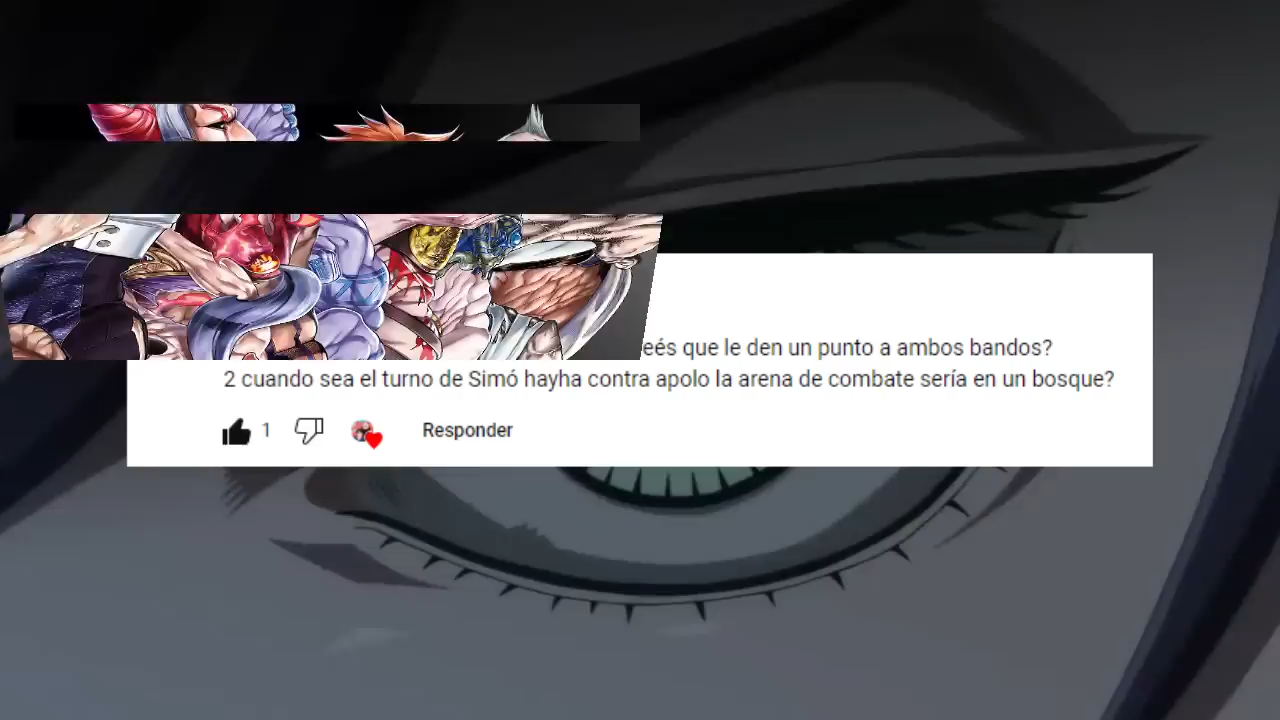 que le den un punto a ambos bandos?
2 cuando sea el turno de Simó hayha contra apolo la arena de combate sería en un bosque?
1
Responder